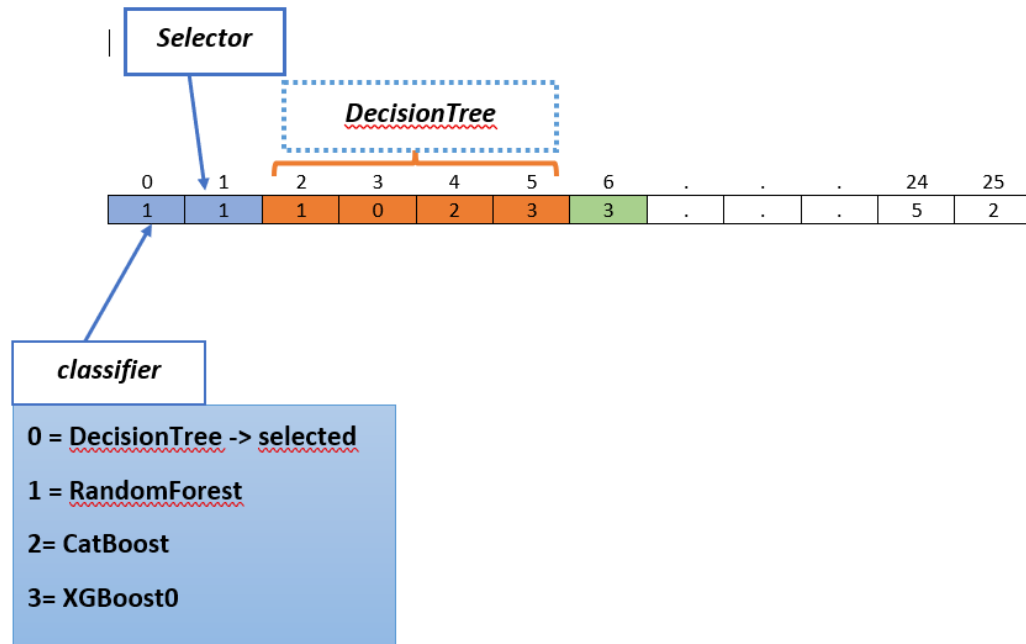 Selector
DecisionTree
0 1 2 3 4 5 6 . . . 24 25
1 1 1 0 2 3 3 . . . 5 2
classifier
0 = DecisionTree -> selected
1 = RandomForest
2= CatBoost
3= XGBoost0